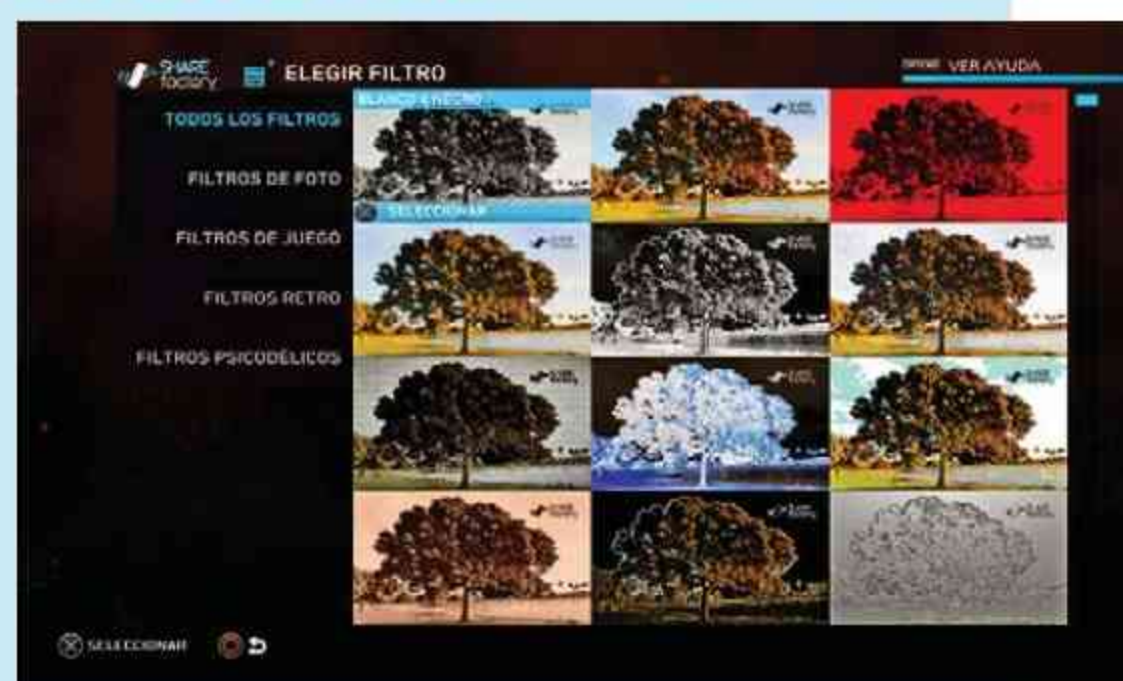 SHARE
factory
ELEGIR FILTRO
VER AYUDA
TODOS LOS FILTROS
FILTROS DE FOTO
FILTROS DE JUEGO
FILTROS RETRO
FILTROS PSICODÉLICOS
BLANCO Y NEGRO
SELECCIONAR
SELECCIONAR